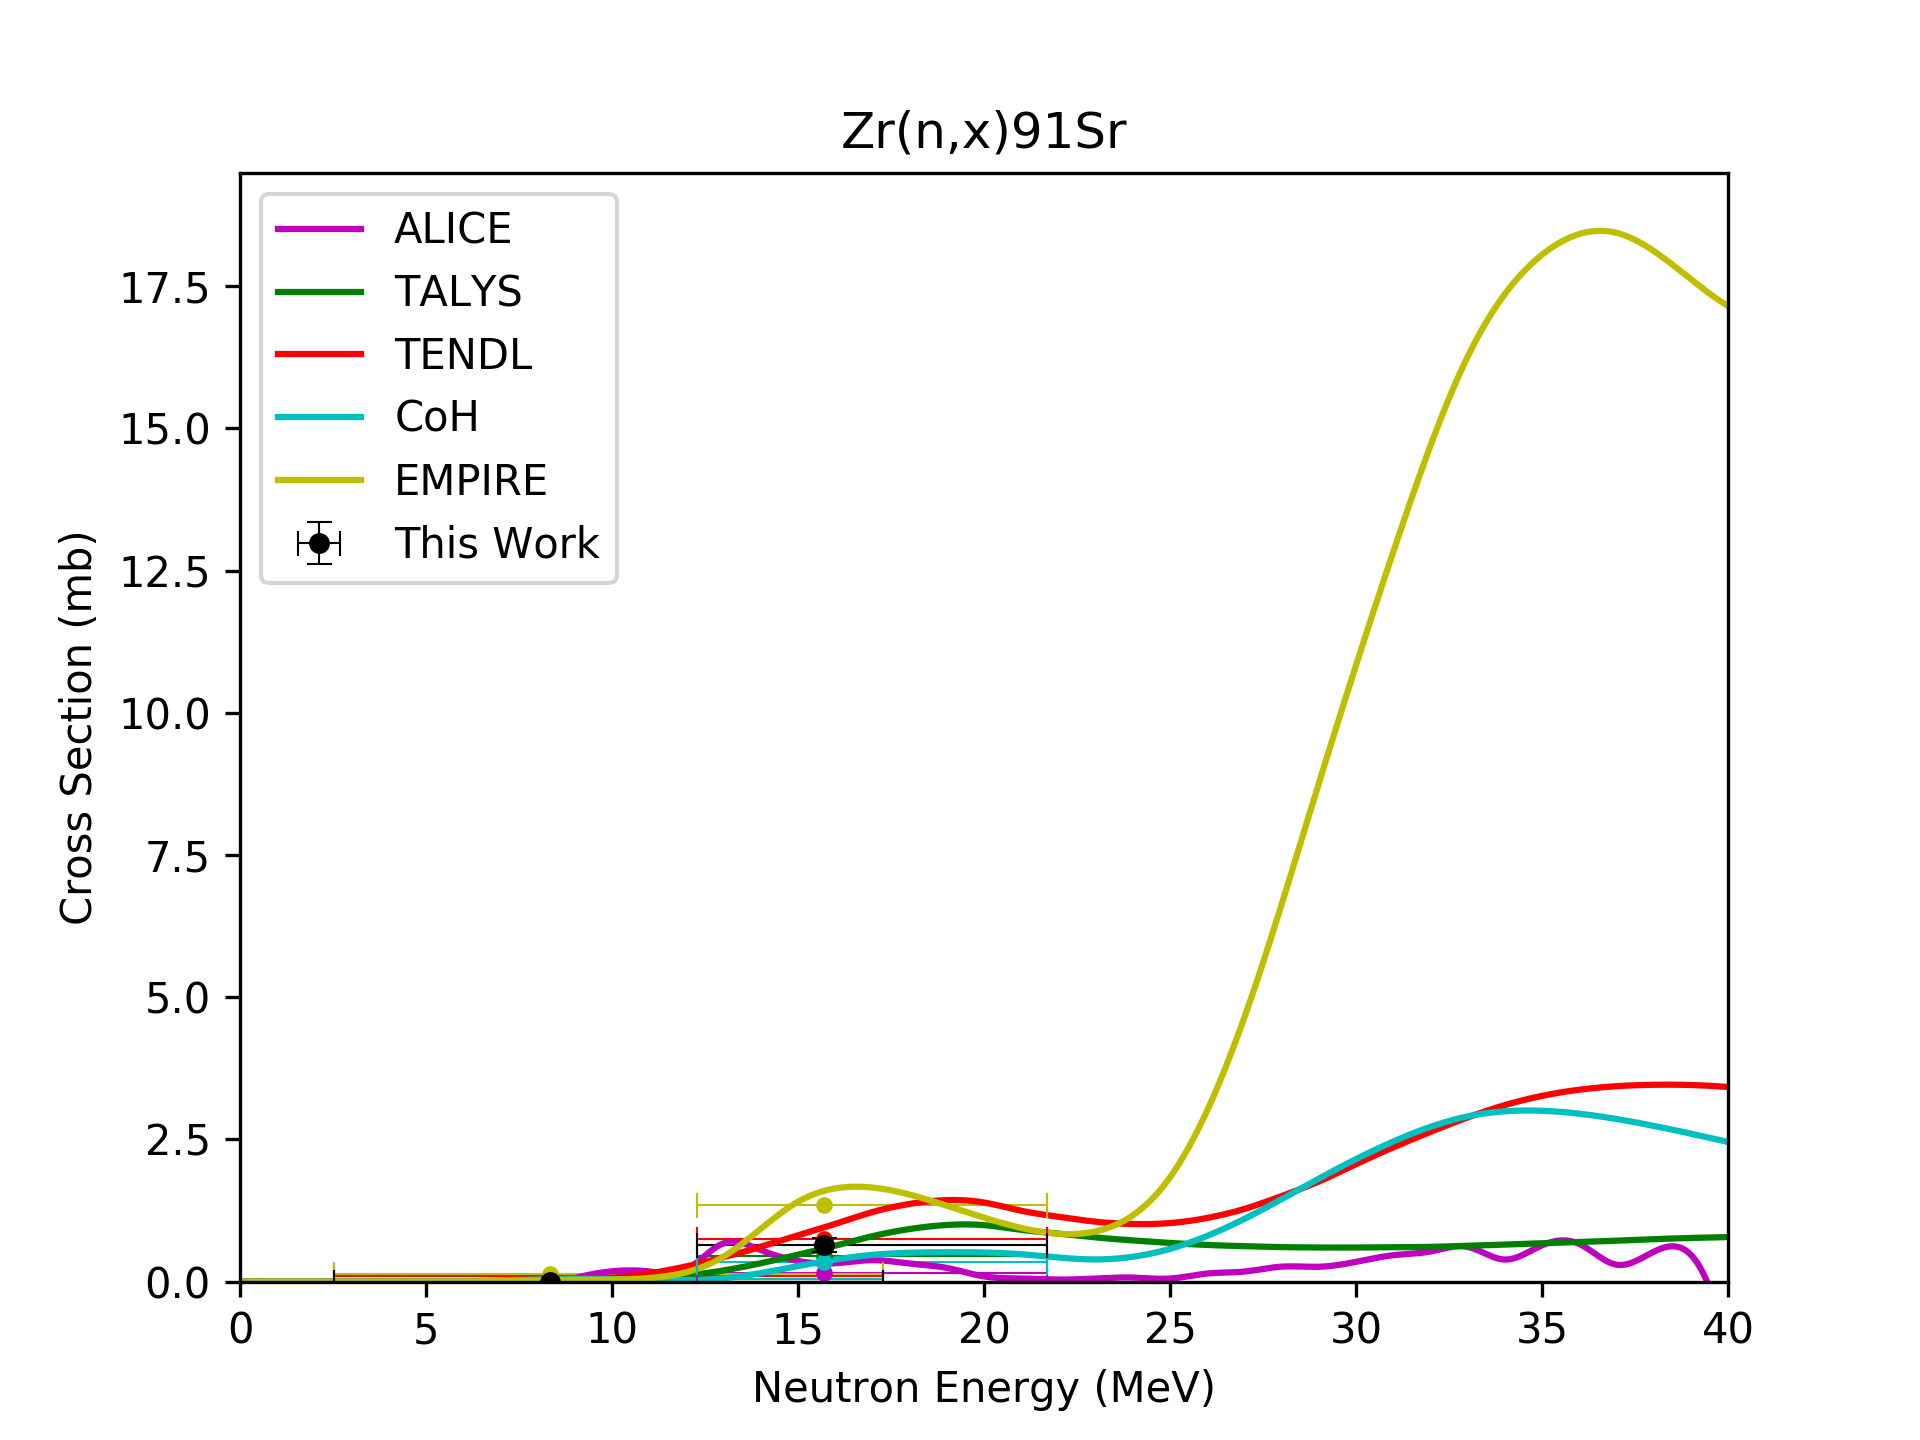 Zr(n,x)91Sr
ALICE
TALYS
TENDL
CoH
EMPIRE
This Work
Cross Section (mb)
17.5
15.0
12.5
10.0
7.5
5.0
2.5
0.0
0 5 10 15 20 25 30 35 40
Neutron Energy (MeV)